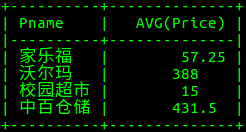 +----------+------------+
| Pname    | AVG(Price) |
|----------+------------|
| 家乐福   |      57.25 |
| 沃尔玛   |     388    |
| 校园超市 |      15    |
| 中百仓储 |     431.5  |
+----------+------------+